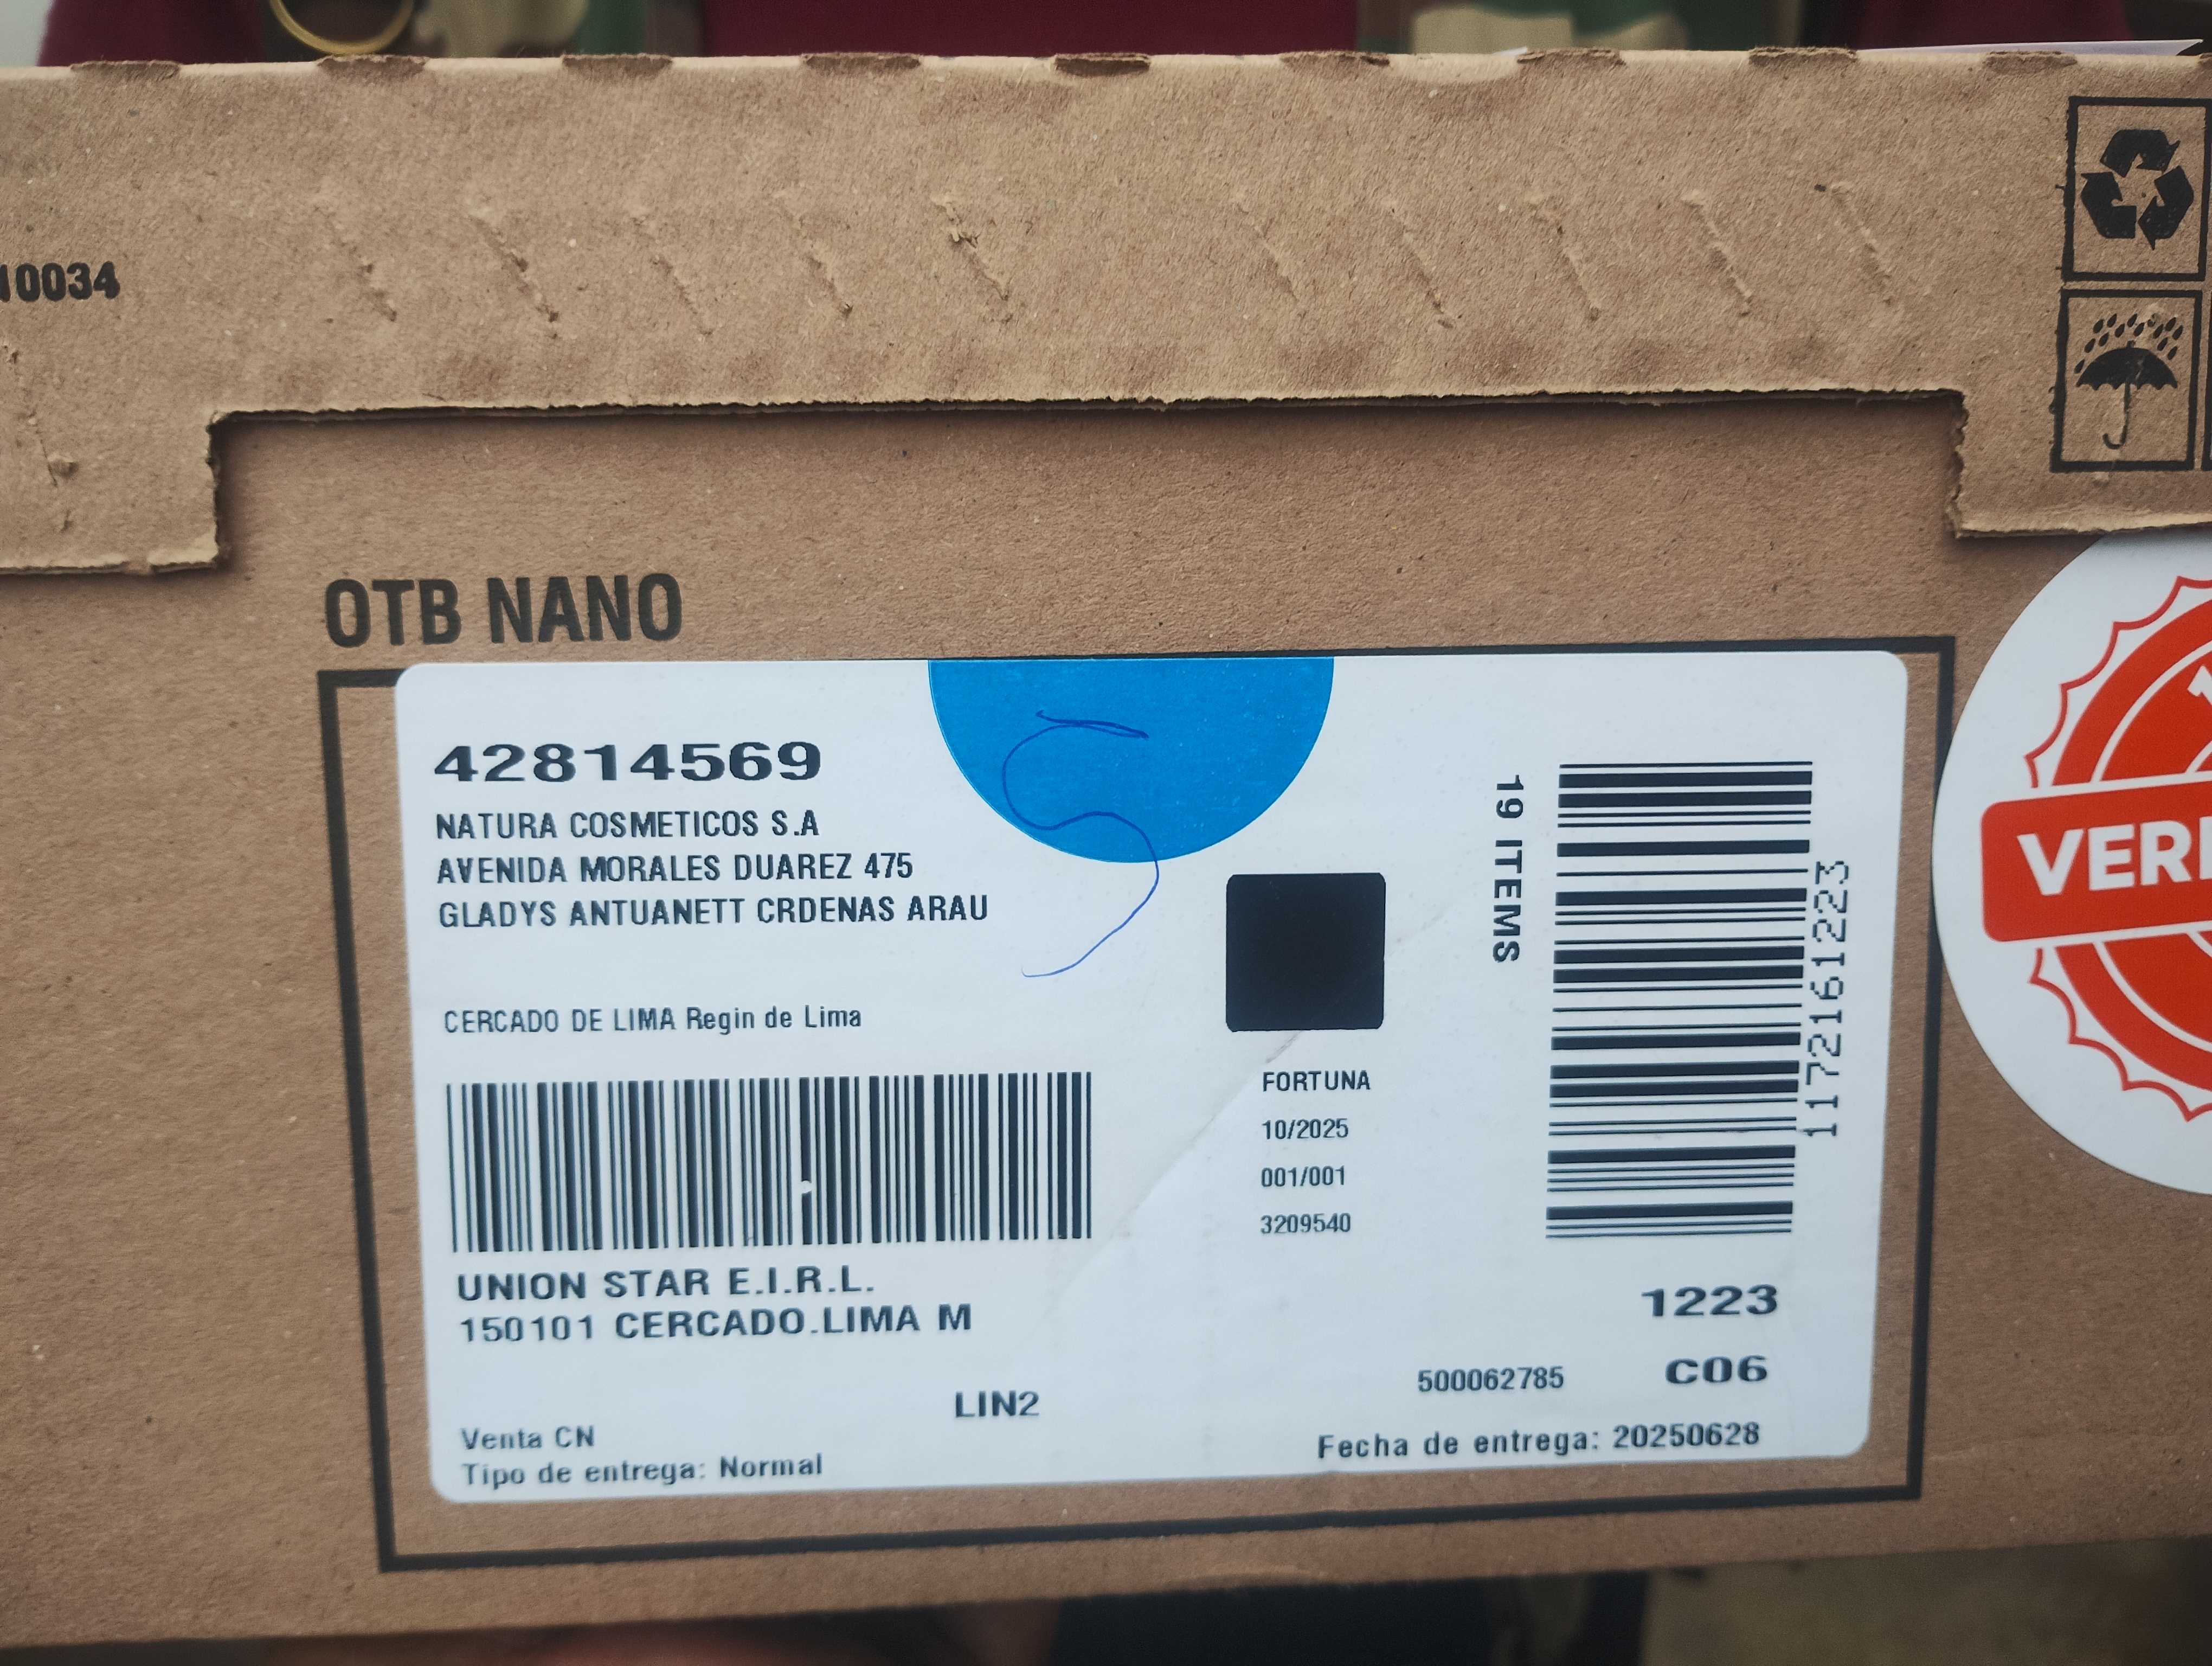 10034
OTB NANO
42814569
NATURA COSMETICOS S.A
AVENIDA MORALES DUAREZ 475
GLADYS ANTUANETT CRDENAS ARAU
CERCADO DE LIMA Regin de Lima
UNION STAR E.I.R.L.
150101 CERCADO.LIMA M
LIN2
Venta CN
Tipo de entrega: Normal
FORTUNA
10/2025
001/001
3209540
19 ITEMS
1172161223
1223
500062785 C06
Fecha de entrega: 20250628
VERI